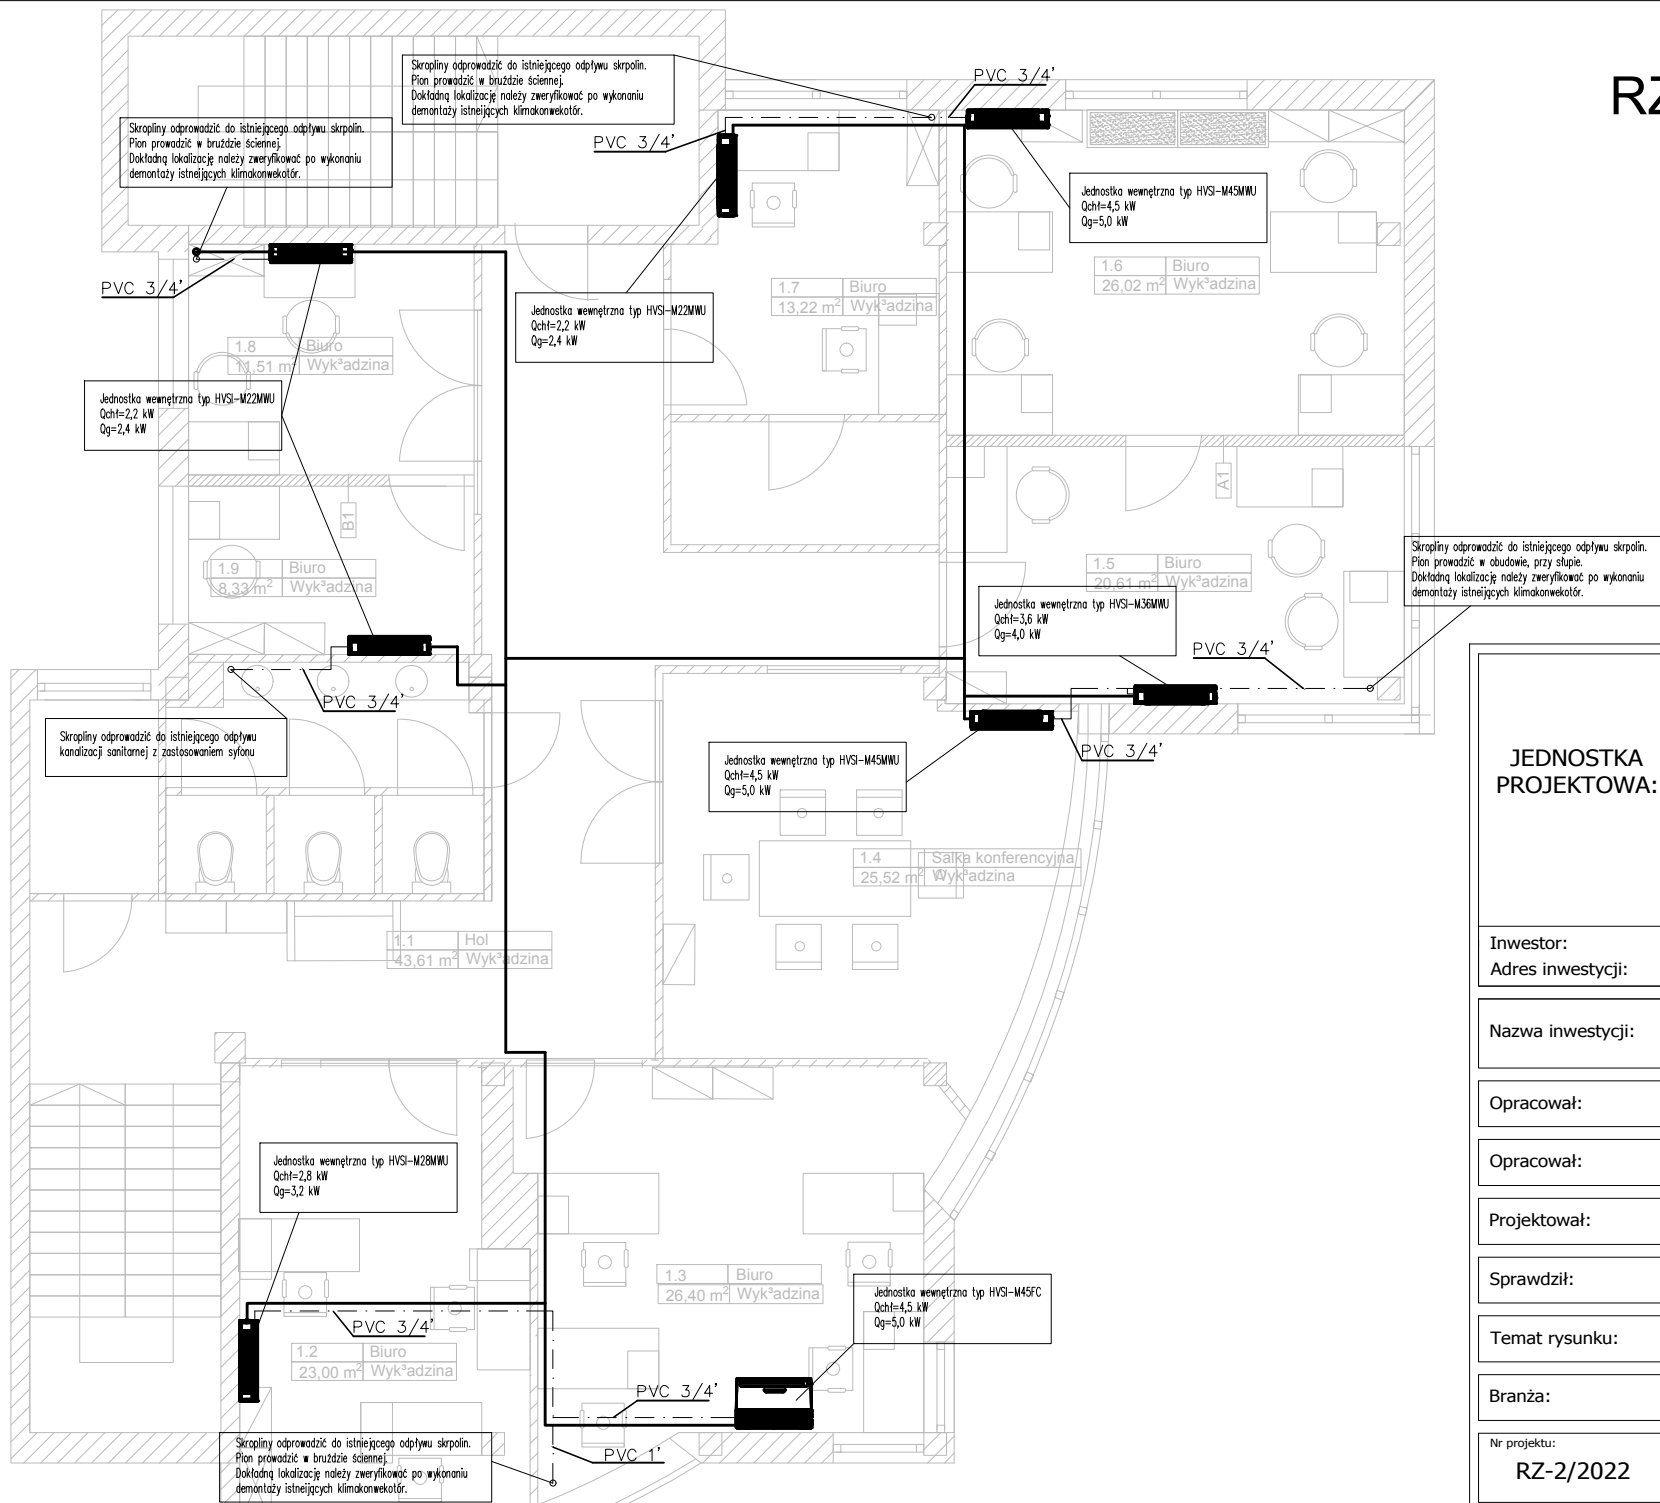 RZ
Skropliny odprowadzić do istniejącego odpływu skrpolin.
Pion prowadzić w bruździe ściennej.
Dokładną lokalizację należy zweryfikować po wykonaniu
demontaży istniejących klimakonwekotór.
PVC 3/4'
Skropliny odprowadzić do istniejącego odpływu skrpolin.
Pion prowadzić w bruździe ściennej.
Dokładną lokalizację należy zweryfikować po wykonaniu
demontaży istneijjących klimakonwekotór.
PVC 3/4'
Jednostka wewnętrzna typ HVSI-M45MWU
Qchł=4,5 kW
Qg=5,0 kW
1.6 Biuro
26,02 m² Wyk³adzina
PVC 3/4'
1.7 Biuro
13,22 m² Wyk³adzina
Jednostka wewnętrzna typ HVSI-M22MWU
Qchł=2,2 kW
Qg=2,4 kW
1.8 Biuro
11,51 m² Wyk³adzina
Jednostka wewnętrzna typ HVSI-M22MWU
Qchł=2,2 kW
Qg=2,4 kW
A1
B1
1.9 Biuro
8,33 m² Wyk³adzina
1.5 Biuro
20,61 m² Wyk³adzina
Skropliny odprowadzić do istniejącego odpływu skrpolin.
Pion prowadzić w obudowie, przy słupie.
Dokładną lokalizację należy zweryfikować po wykonaniu
demontaży istneijących klimakonwekotór.
Jednostka wewnętrzna typ HVSI-M36MWU
Qchł=3,6 kW
Qg=4,0 kW
PVC 3/4'
PVC 3/4'
Skropliny odprowadzić do istniejącego odpływu
kanalizacji sanitarnej z zastosowaniem syfonu
PVC 3/4'
Jednostka wewnętrzna typ HVSI-M45MWU
Qchł=4,5 kW
Qg=5,0 kW
1.4 Salka konferencyjna
25,52 m² Wyk³adzina
1.1 Hol
43,61 m² Wyk³adzina
Jednostka wewnętrzna typ HVSI-M28MWU
Qchł=2,8 kW
Qg=3,2 kW
1.3 Biuro
26,40 m² Wyk³adzina
Jednostka wewnętrzna typ HVSI-M45FC
Qchł=4,5 kW
Qg=5,0 kW
PVC 3/4'
1.2 Biuro
23,00 m² Wyk³adzina
PVC 3/4'
PVC 1'
Skropliny odprowadzić do istniejącego odpływu skrpolin.
Pion prowadzić w bruździe ściennej.
Dokładną lokalizację należy zweryfikować po wykonaniu
demontaży istneijących klimakonwekotór.
JEDNOSTKA
PROJEKTOWA:
Inwestor:
Adres inwestycji:
Nazwa inwestycji:
Opracował:
Opracował:
Projektował:
Sprawdził:
Temat rysunku:
Branża:
Nr projektu:
RZ-2/2022